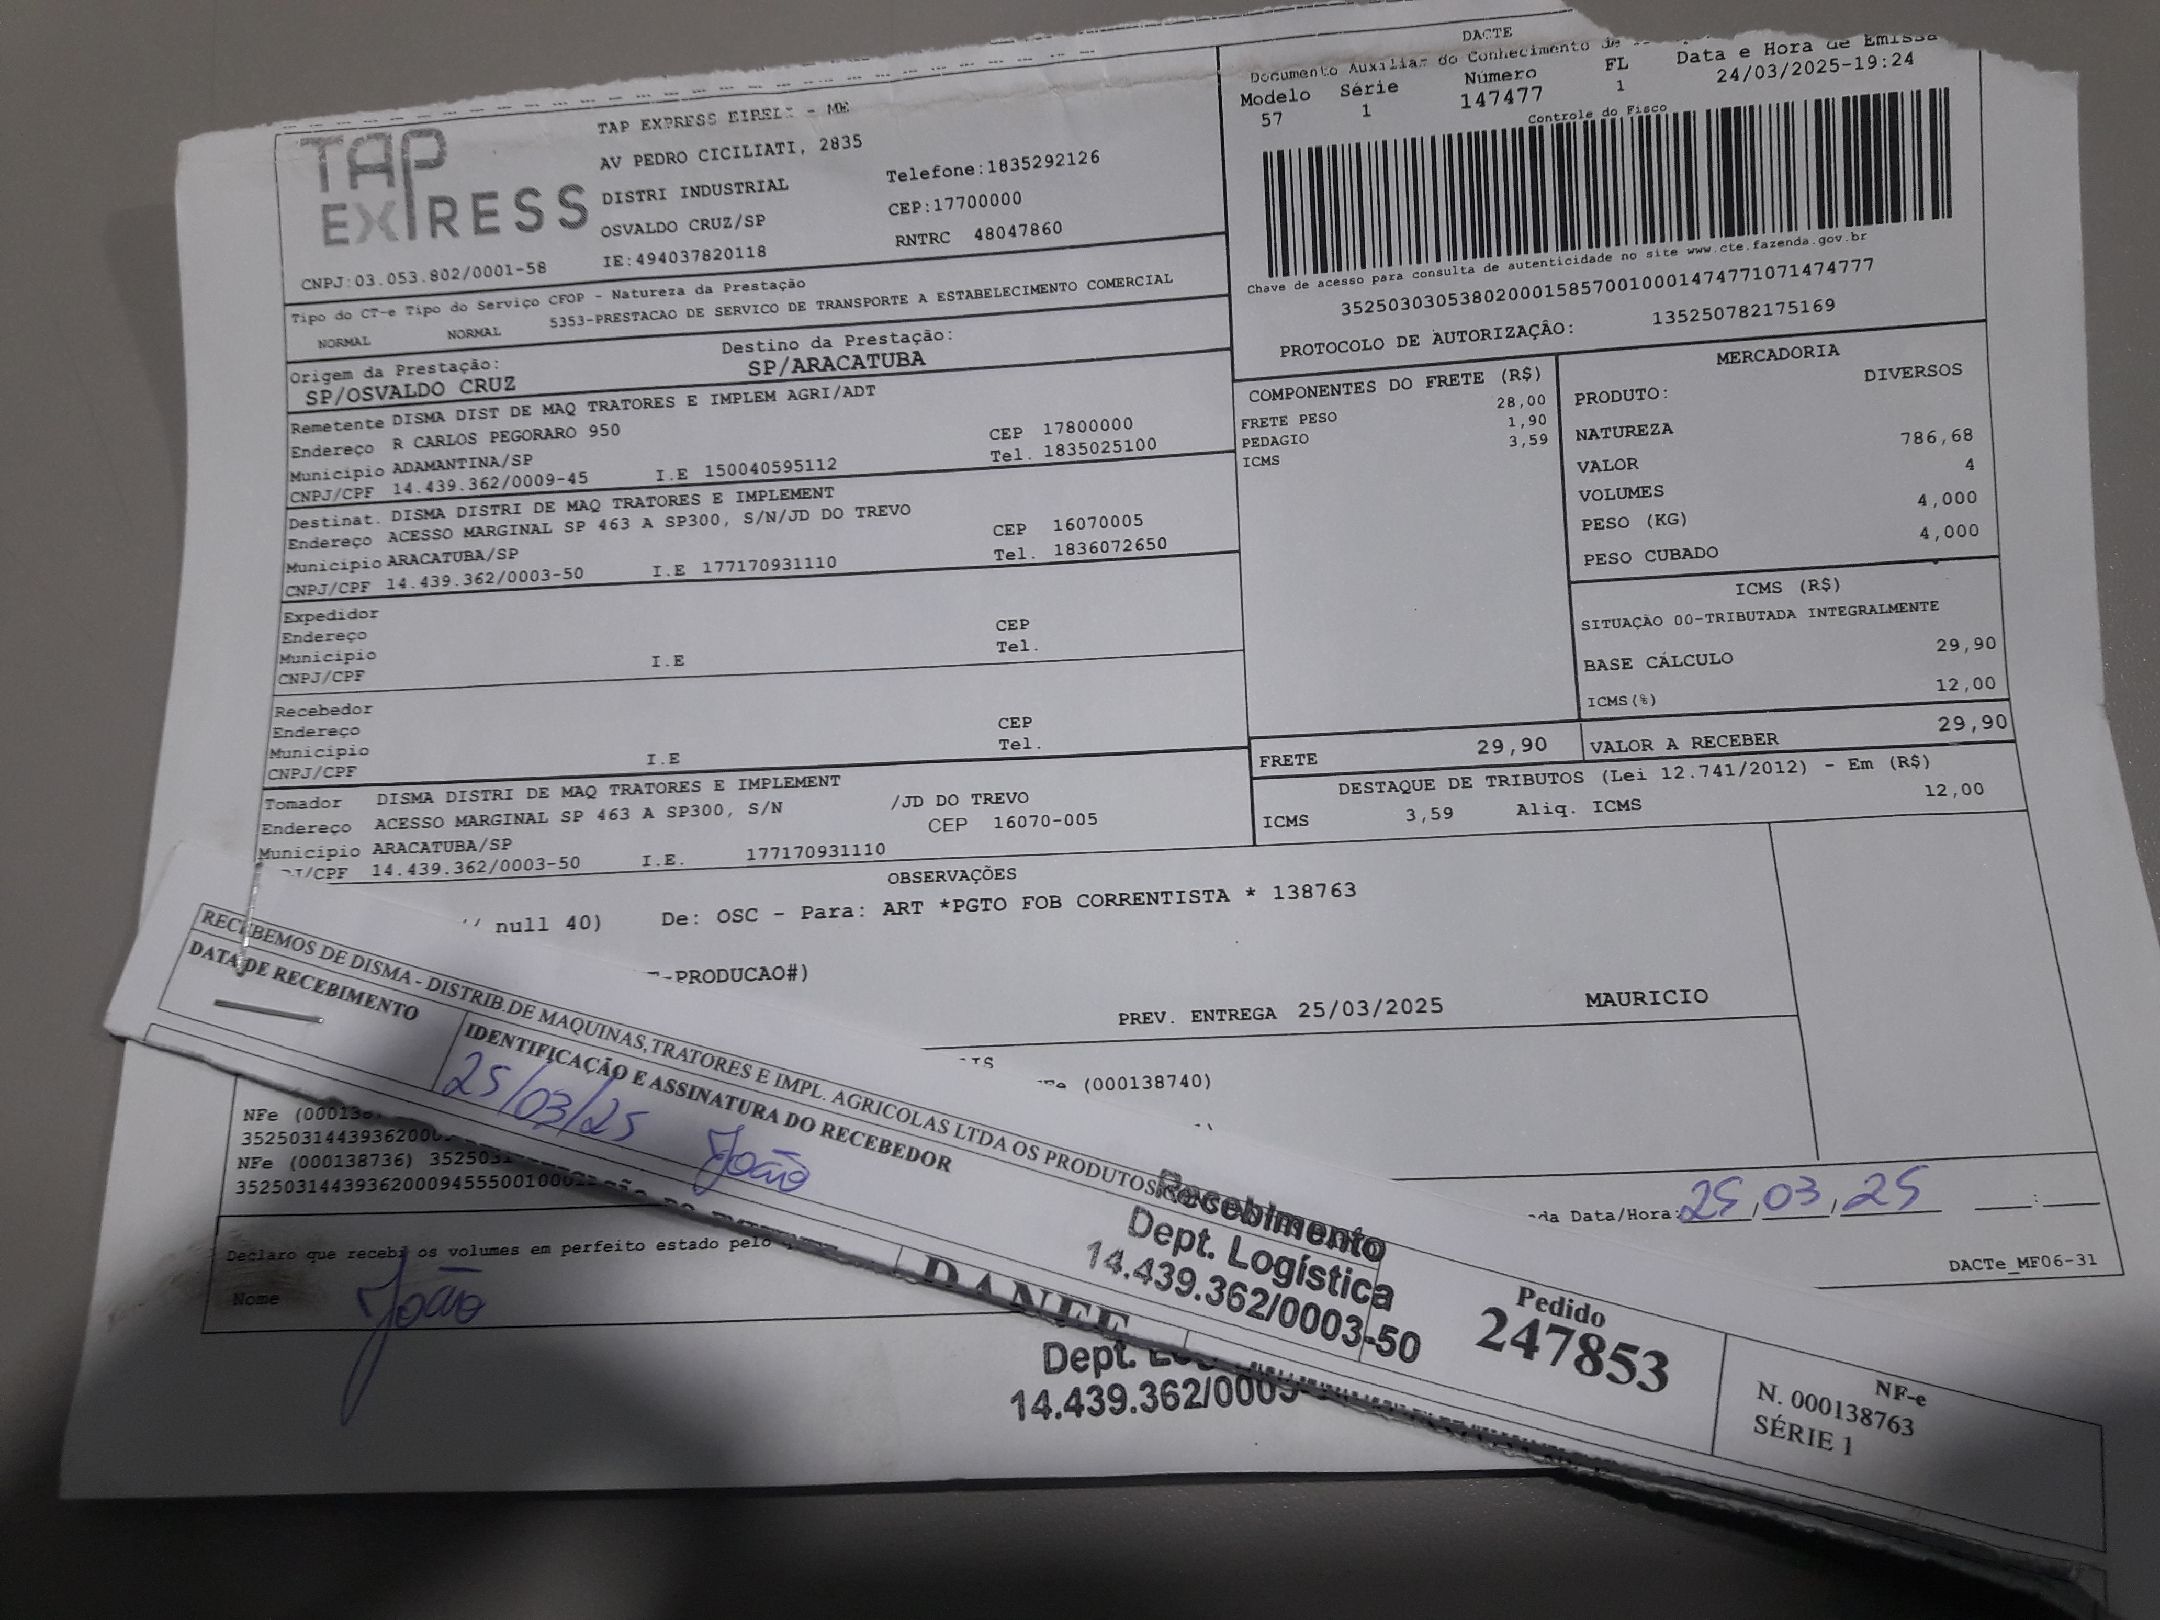 DACTE
Documento Auxiliar do Conhecimento de
Modelo Série Número FL Data e Hora de Emissã
57 1 147477 1 24/03/2025-19:24
Controle do Fisco
TAP EXPRESS
TAP EXPRESS EIRELI - ME
AV PEDRO CICILIATI, 2835
DISTRI INDUSTRIAL Telefone:1835292126
OSVALDO CRUZ/SP CEP:17700000
CNPJ:03.053.802/0001-58 IE:494037820118 RNTRC 48047860
Chave de acesso para consulta de autenticidade no site www.cte.fazenda.gov.br
35250303053802000158570010001474771071474777
PROTOCOLO DE AUTORIZAÇÃO: 135250782175169
Tipo do CT-e Tipo do Serviço CFOP - Natureza da Prestação
NORMAL NORMAL 5353-PRESTACAO DE SERVICO DE TRANSPORTE A ESTABELECIMENTO COMERCIAL
Origem da Prestação: Destino da Prestação:
SP/OSVALDO CRUZ SP/ARACATUBA
Remetente DISMA DIST DE MAQ TRATORES E IMPLEM AGRI/ADT
Endereço R CARLOS PEGORARO 950 CEP 17800000
Município ADAMANTINA/SP Tel. 1835025100
CNPJ/CPF 14.439.362/0009-45 I.E 150040595112
Destinat. DISMA DISTRI DE MAQ TRATORES E IMPLEMENT
Endereço ACESSO MARGINAL SP 463 A SP300, S/N/JD DO TREVO CEP 16070005
Município ARACATUBA/SP Tel. 1836072650
CNPJ/CPF 14.439.362/0003-50 I.E 177170931110
Expedidor
Endereço CEP
Município Tel.
CNPJ/CPF I.E
Recebedor
Endereço CEP
Município Tel.
CNPJ/CPF I.E
Tomador DISMA DISTRI DE MAQ TRATORES E IMPLEMENT
Endereço ACESSO MARGINAL SP 463 A SP300, S/N /JD DO TREVO
Município ARACATUBA/SP CEP 16070-005
/CPF 14.439.362/0003-50 I.E. 177170931110
COMPONENTES DO FRETE (R$)
FRETE PESO 28,00
PEDAGIO 1,90
ICMS 3,59
MERCADORIA
PRODUTO: DIVERSOS
NATUREZA
VALOR 786,68
VOLUMES 4
PESO (KG) 4,000
PESO CUBADO 4,000
ICMS (R$)
SITUAÇÃO 00-TRIBUTADA INTEGRALMENTE
BASE CÁLCULO 29,90
ICMS(%) 12,00
FRETE 29,90 VALOR A RECEBER 29,90
DESTAQUE DE TRIBUTOS (Lei 12.741/2012) - Em (R$)
ICMS 3,59 Aliq. ICMS 12,00
OBSERVAÇÕES
null 40) De: OSC - Para: ART *PGTO FOB CORRENTISTA * 138763
-PRODUCAO#)
PREV. ENTREGA 25/03/2025 MAURICIO
(000138740)
RECEBEMOS DE DISMA - DISTRIB.DE MAQUINAS,TRATORES E IMPL. AGRICOLAS LTDA OS PRODUTOS
DATA DE RECEBIMENTO IDENTIFICAÇÃO E ASSINATURA DO RECEBEDOR
25/03/25 João
Recebimento
Dept. Logística
14.439.362/0003-50
Pedido
247853
NF-e
N. 000138763
SÉRIE 1
NFe (000138
NFe (000138736)
Data/Hora: 25,03,25 :
Declaro que recebi os volumes em perfeito estado pelo
Nome João
DACTe_MF06-31
DANFE
Dept.
14.439.362/000